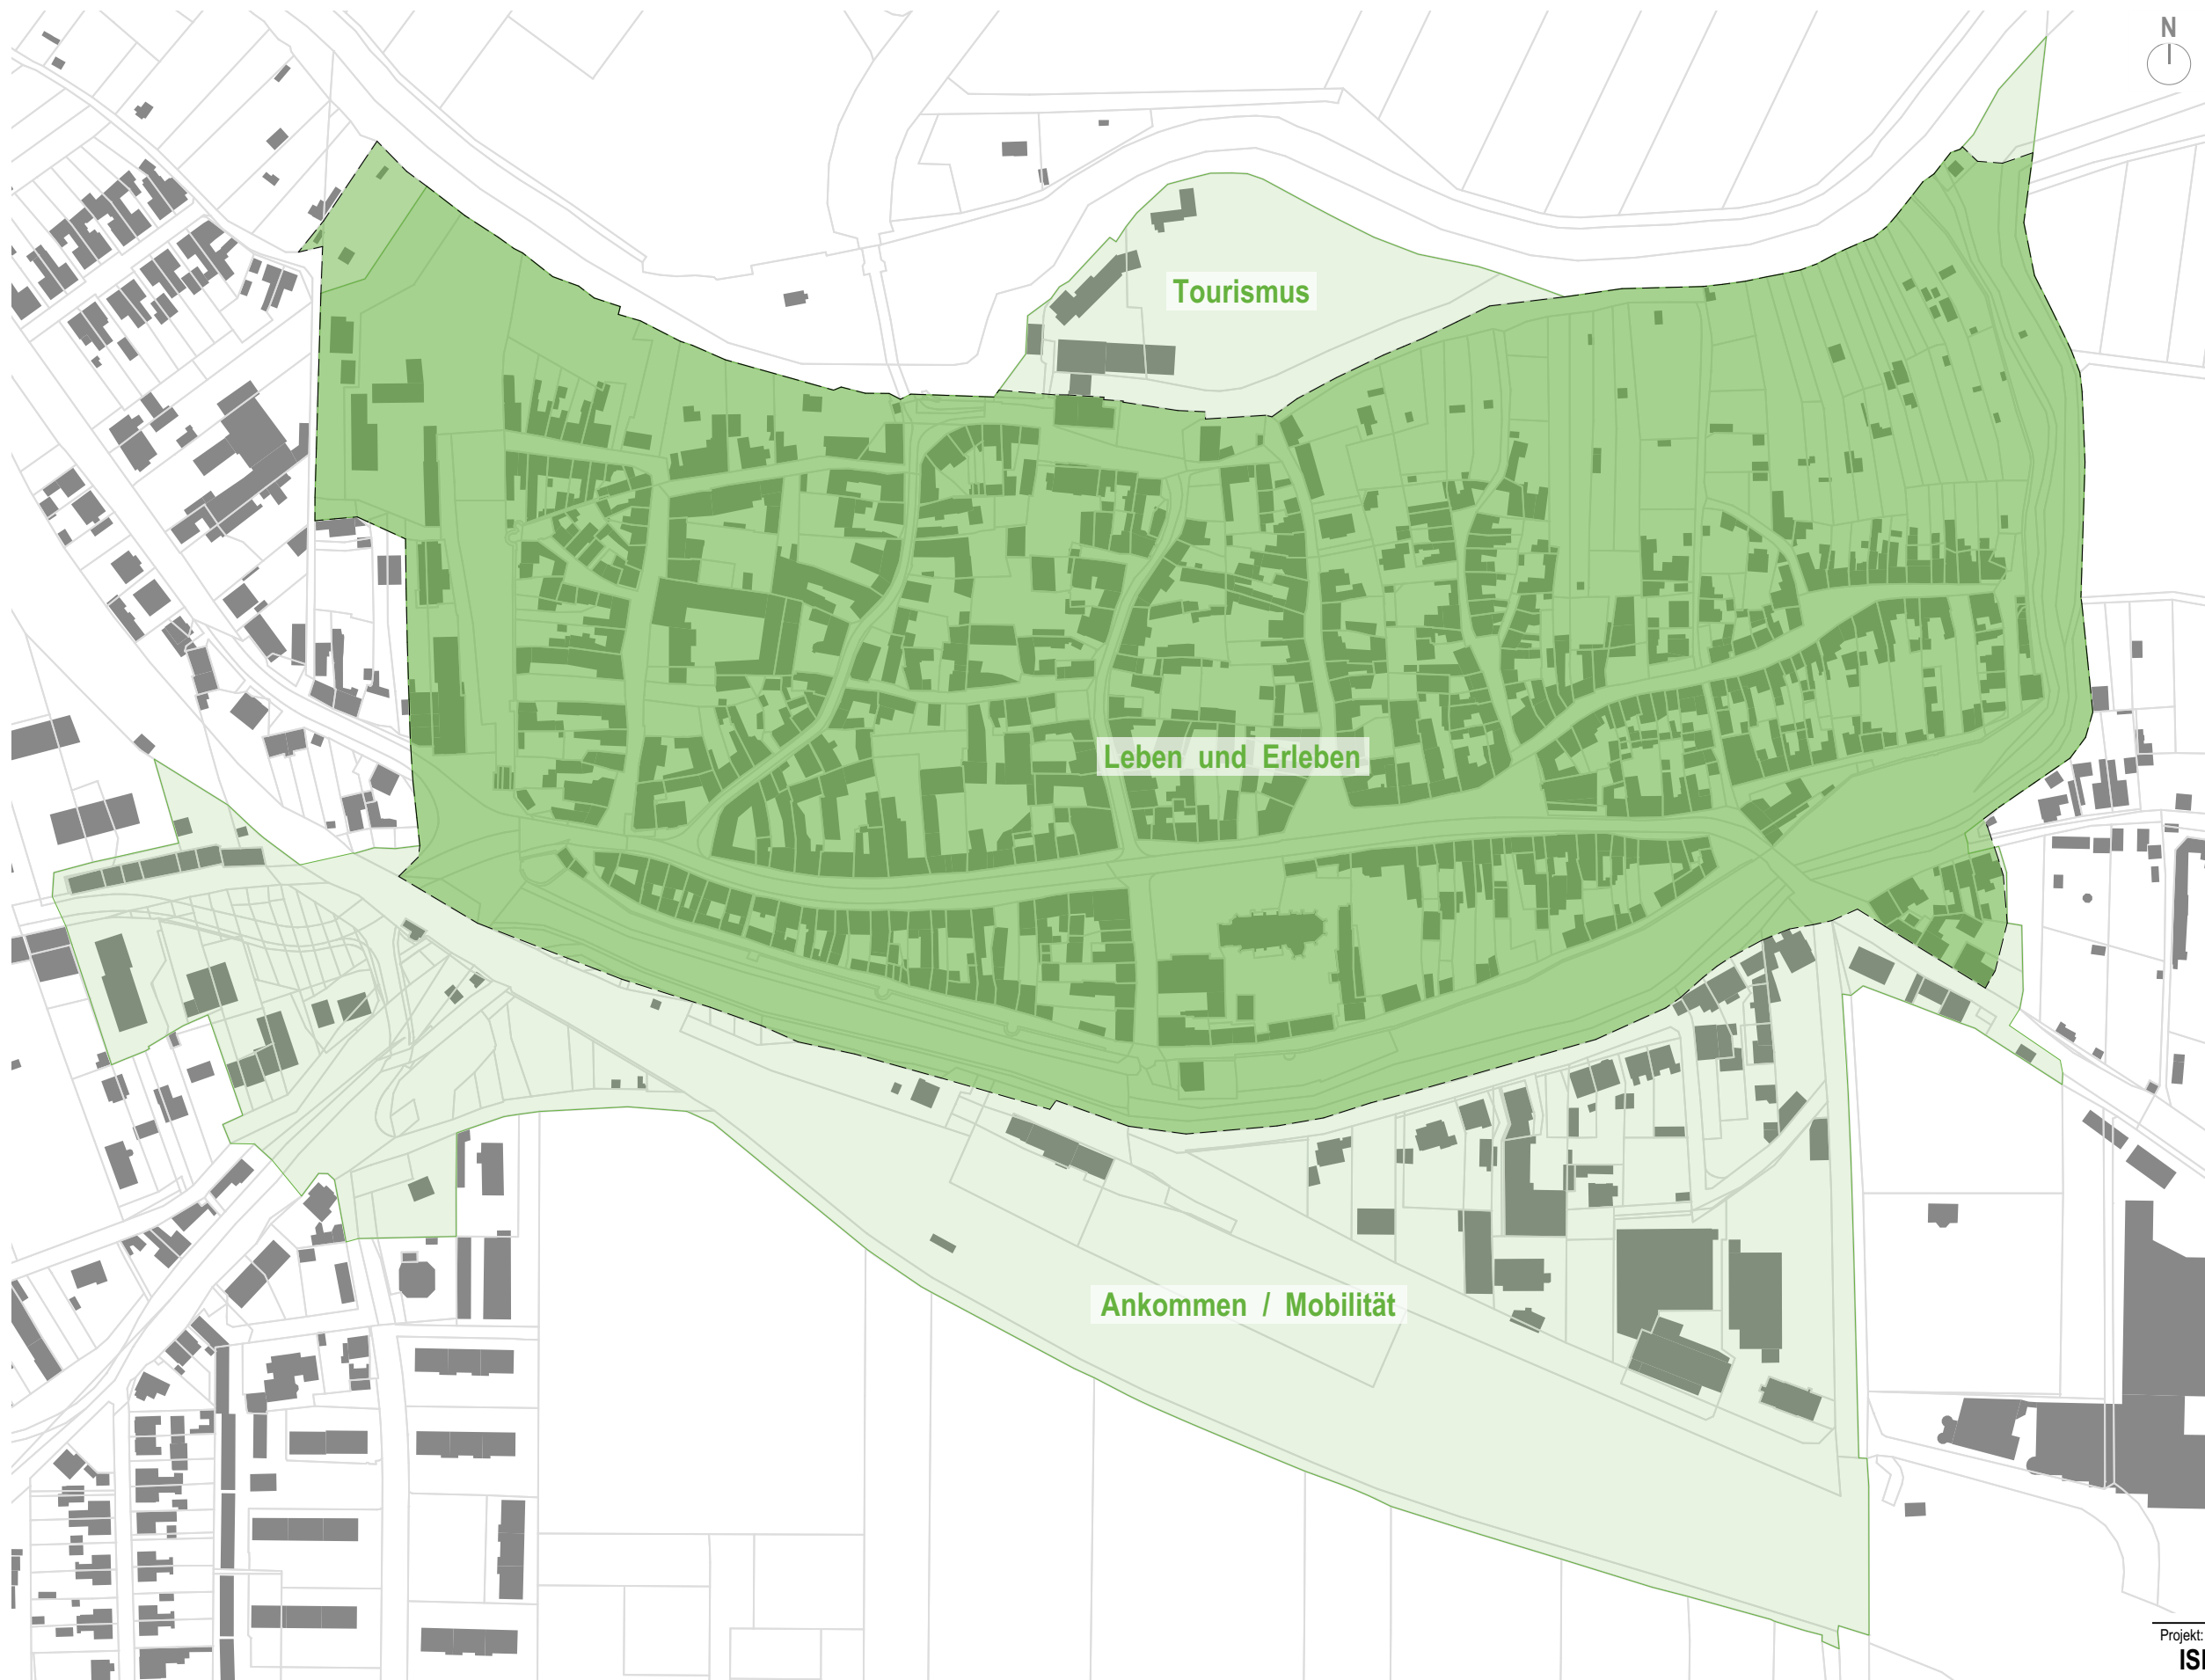 N
Tourismus
Leben und Erleben
Ankommen / Mobilität
Projekt: